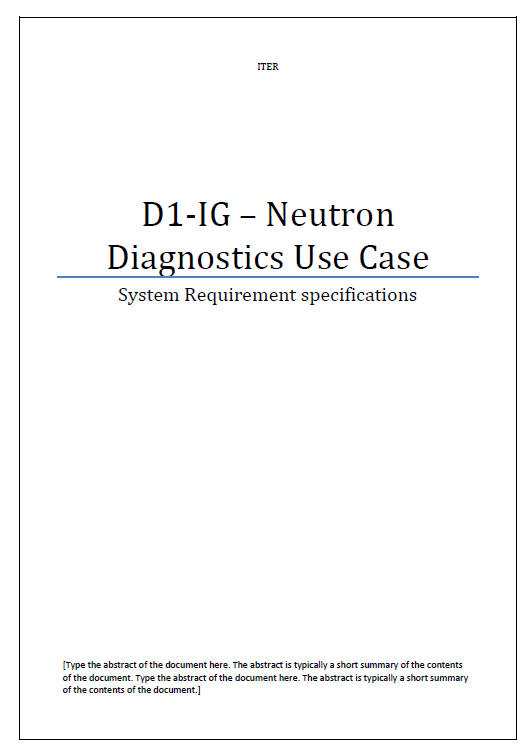 ITER
D1-IG – Neutron
Diagnostics Use Case
System Requirement specifications
[Type the abstract of the document here. The abstract is typically a short summary of the contents
of the document. Type the abstract of the document here. The abstract is typically a short summary
of the contents of the document.]